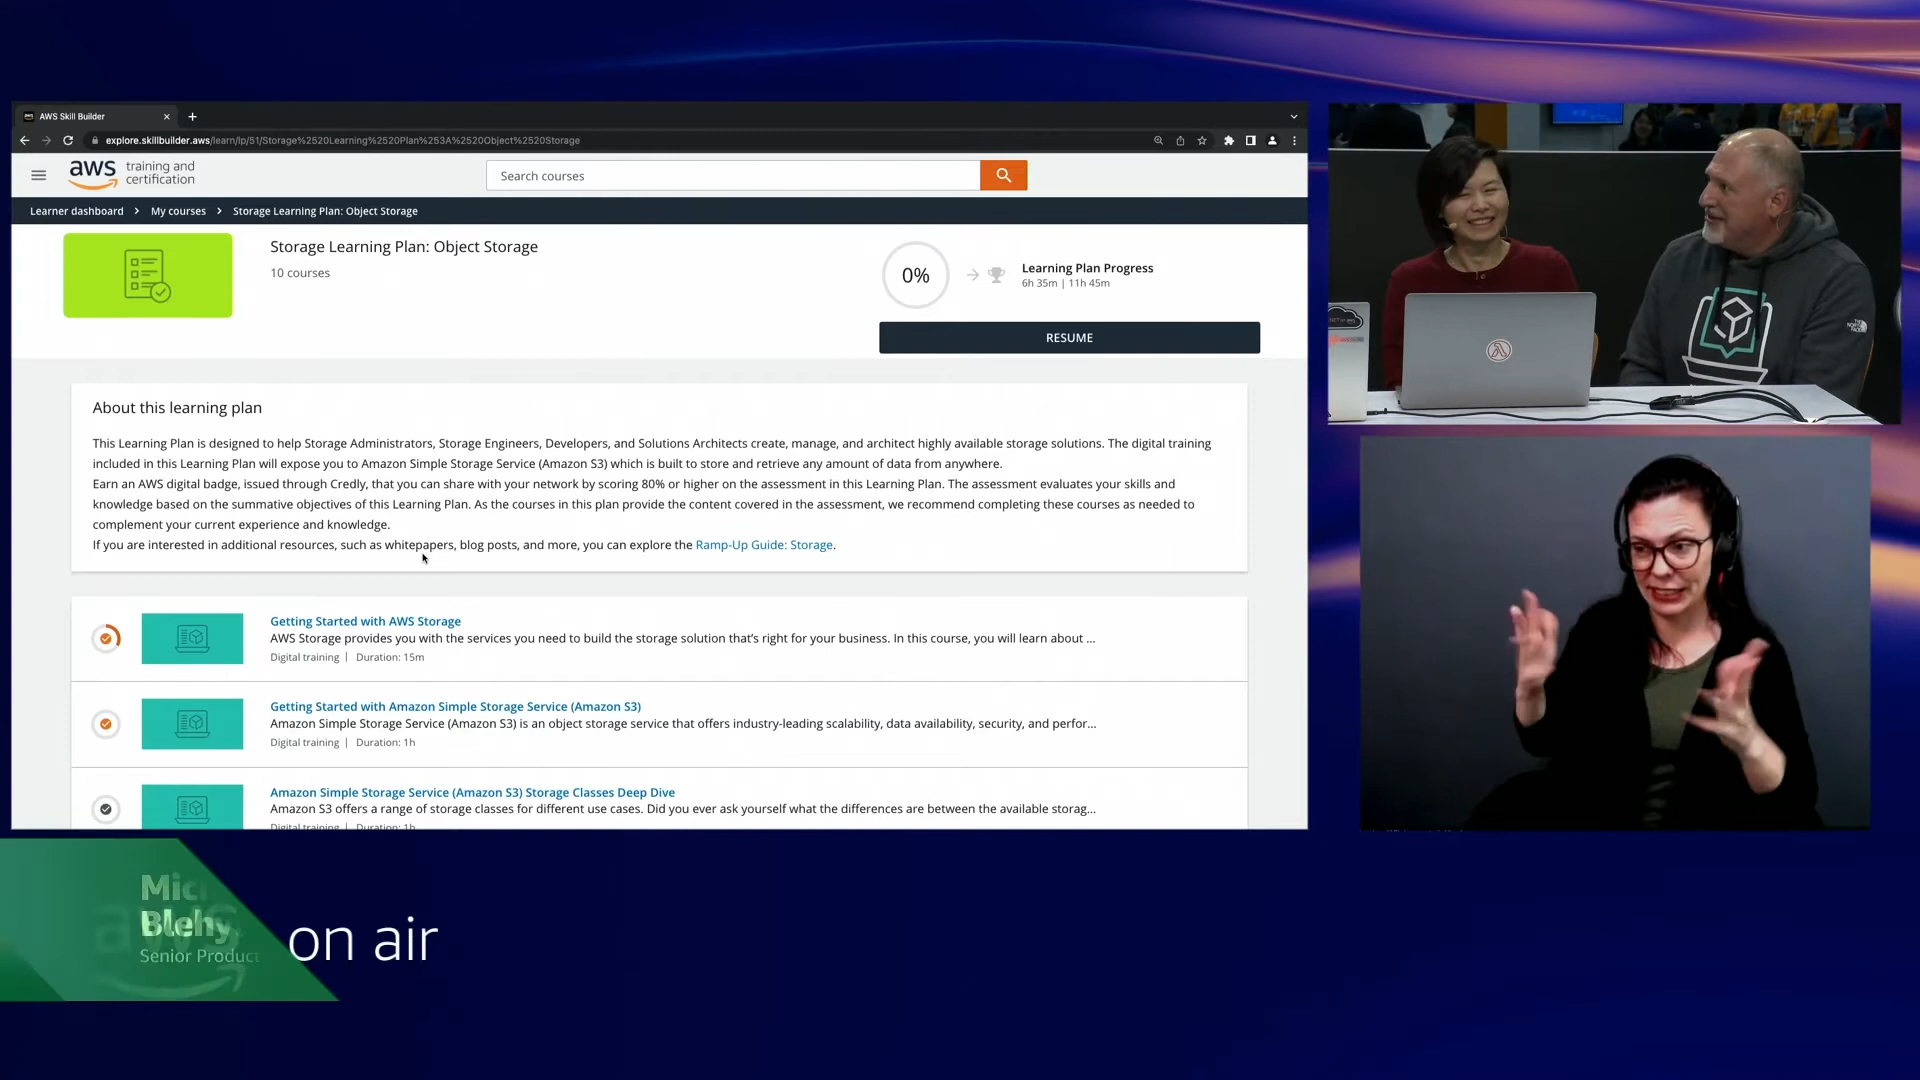 AWS Skill Builder
explore.skillbuilder.aws/learn/lp/51/Storage%2520Learning%2520Plan%253A%2520Object%2520Storage
aws training and certification
Search courses
Learner dashboard > My courses > Storage Learning Plan: Object Storage
Storage Learning Plan: Object Storage
10 courses
0%
Learning Plan Progress
6h 35m | 11h 45m
RESUME
About this learning plan
This Learning Plan is designed to help Storage Administrators, Storage Engineers, Developers, and Solutions Architects create, manage, and architect highly available storage solutions. The digital training
included in this Learning Plan will expose you to Amazon Simple Storage Service (Amazon S3) which is built to store and retrieve any amount of data from anywhere.
Earn an AWS digital badge, issued through Credly, that you can share with your network by scoring 80% or higher on the assessment in this Learning Plan. The assessment evaluates your skills and
knowledge based on the summative objectives of this Learning Plan. As the courses in this plan provide the content covered in the assessment, we recommend completing these courses as needed to
complement your current experience and knowledge.
If you are interested in additional resources, such as whitepapers, blog posts, and more, you can explore the Ramp-Up Guide: Storage.
Getting Started with AWS Storage
AWS Storage provides you with the services you need to build the storage solution that's right for your business. In this course, you will learn about ...
Digital training | Duration: 15m
Getting Started with Amazon Simple Storage Service (Amazon S3)
Amazon Simple Storage Service (Amazon S3) is an object storage service that offers industry-leading scalability, data availability, security, and perfor...
Digital training | Duration: 1h
Amazon Simple Storage Service (Amazon S3) Storage Classes Deep Dive
Amazon S3 offers a range of storage classes for different use cases. Did you ever ask yourself what the differences are between the available storag...
Digital training | Duration: 1h
THE NORTH FACE
Mic
Blehy
Senior Product
aws on air